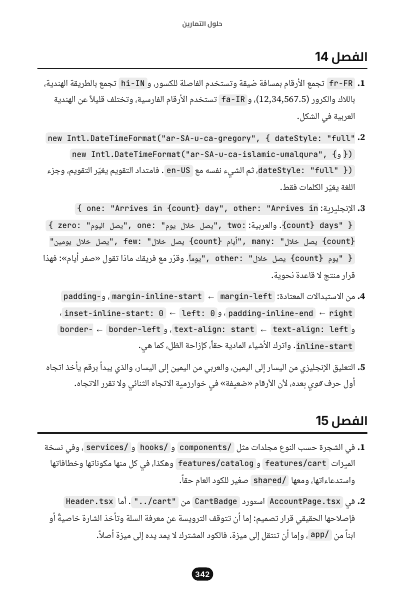 حلول التمارين
الفصل 14
1. fr-FR تجمع الأرقام بمسافة ضيقة وتستخدم الفاصلة للكسور، و hi-IN تجمع بالطريقة الهندية،
باللاك والكرور (12,34,567.5)، و fa-IR تستخدم الأرقام الفارسية، وتختلف قليلاً عن الهندية
العربية في الشكل.
2. new Intl.DateTimeFormat("ar-SA-u-ca-gregory", { dateStyle: "full"
}) و new Intl.DateTimeFormat("ar-SA-u-ca-islamic-umalqura", {
dateStyle: "full" })، ثم الشيء نفسه مع en-US. فامتداد التقويم يغيّر التقويم، وجزء
اللغة يغيّر الكلمات فقط.
3. الإنجليزية: { one: "Arrives in {count} day", other: "Arrives in
{count} days" }. والعربية: { zero: "يصل اليوم", one: "يصل خلال يوم", two:
"يصل خلال يومين", few: "يصل خلال {count} أيام", many: "يصل خلال {count}
يوماً", other: "يصل خلال {count} يوم" }. وقرّر مع فريقك ماذا تقول «صفر أيام»: فهذا
قرار منتج لا قاعدة نحوية.
4. من الاستبدالات المعتادة: margin-left ← margin-inline-start، و padding-
right ← padding-inline-end، و left: 0 ← inset-inline-start: 0،
و text-align: left ← text-align: start، و border-left ← border-
inline-start. واترك الأشياء المادية حقاً، كإزاحة الظل، كما هي.
5. التعليق الإنجليزي من اليسار إلى اليمين، والعربي من اليمين إلى اليسار، والذي يبدأ برقم يأخذ اتجاه
أول حرف قوي بعده، لأن الأرقام «ضعيفة» في خوارزمية الاتجاه الثنائي ولا تقرر الاتجاه.
الفصل 15
1. في الشجرة حسب النوع مجلدات مثل components/ و hooks/ و services/، وفي نسخة
الميزات features/cart و features/catalog وهكذا، في كل منها مكوناتها وخطافاتها
واستدعاءاتها، ومعها shared/ صغير للكود العام حقاً.
2. في AccountPage.tsx استورد CartBadge من "../cart". أما Header.tsx
فإصلاحها الحقيقي قرار تصميم: إما أن تتوقف الترويسة عن معرفة السلة وتأخذ الشارة خاصيةً أو
ابناً من app/، وإما أن تنتقل إلى ميزة. فالكود المشترك لا يمد يده إلى ميزة أصلاً.
342